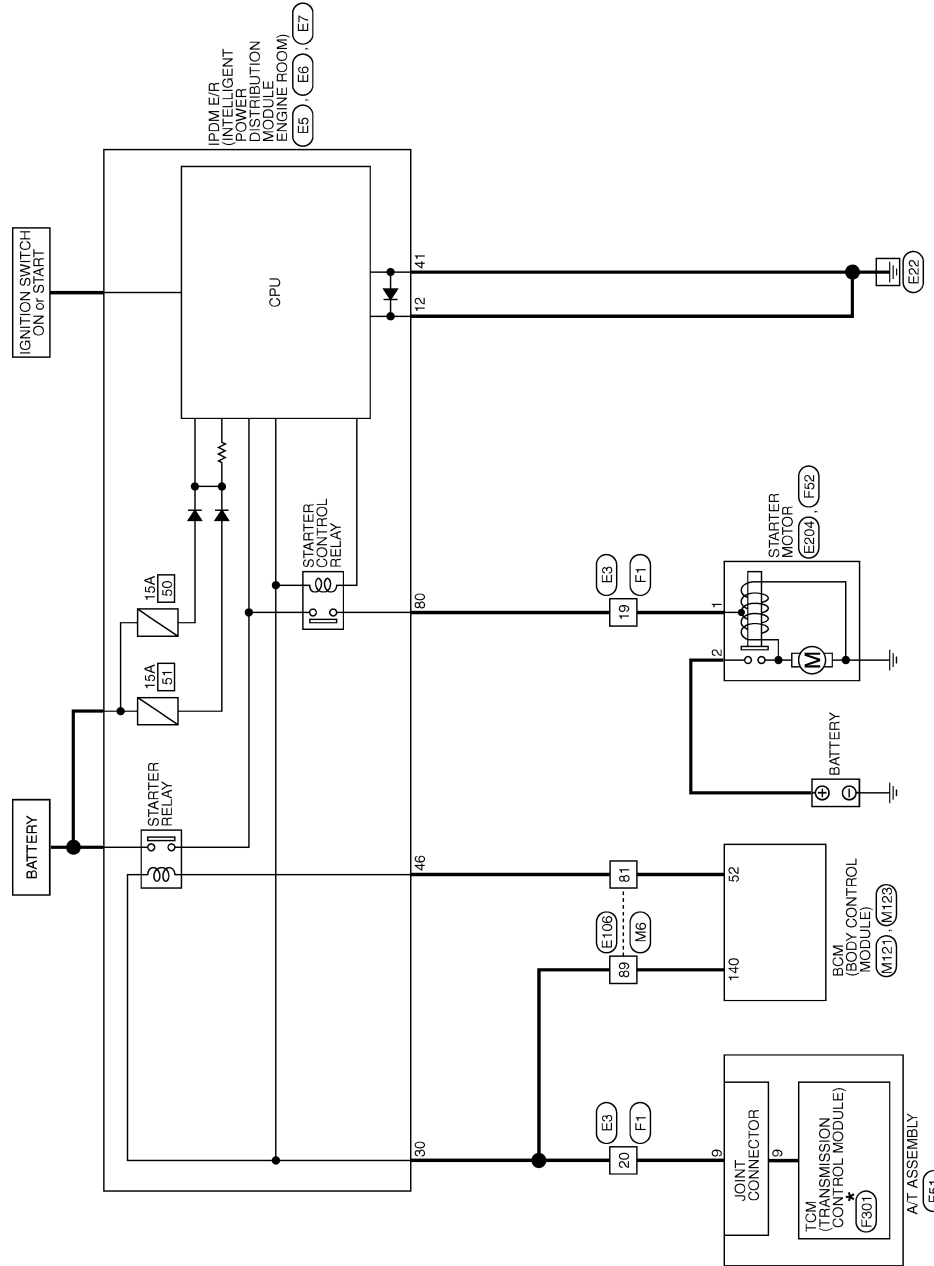 BATTERY
IGNITION SWITCH
ON or START
STARTER
RELAY
15A
51
15A
50
IPDM E/R
(INTELLIGENT
POWER
DISTRIBUTION
MODULE
ENGINE ROOM)
E5 , E6 , E7
CPU
STARTER
CONTROL
RELAY
30
46
80
12
41
E3
20
F1
E106
89
81
M6
E3
19
F1
9
JOINT
CONNECTOR
9
TCM
(TRANSMISSION
CONTROL MODULE)
*
F301
A/T ASSEMBLY
140
52
BCM
(BODY CONTROL
MODULE)
M121 , M123
BATTERY
+
−
2
1
M
STARTER
MOTOR
E204 , F52
E22